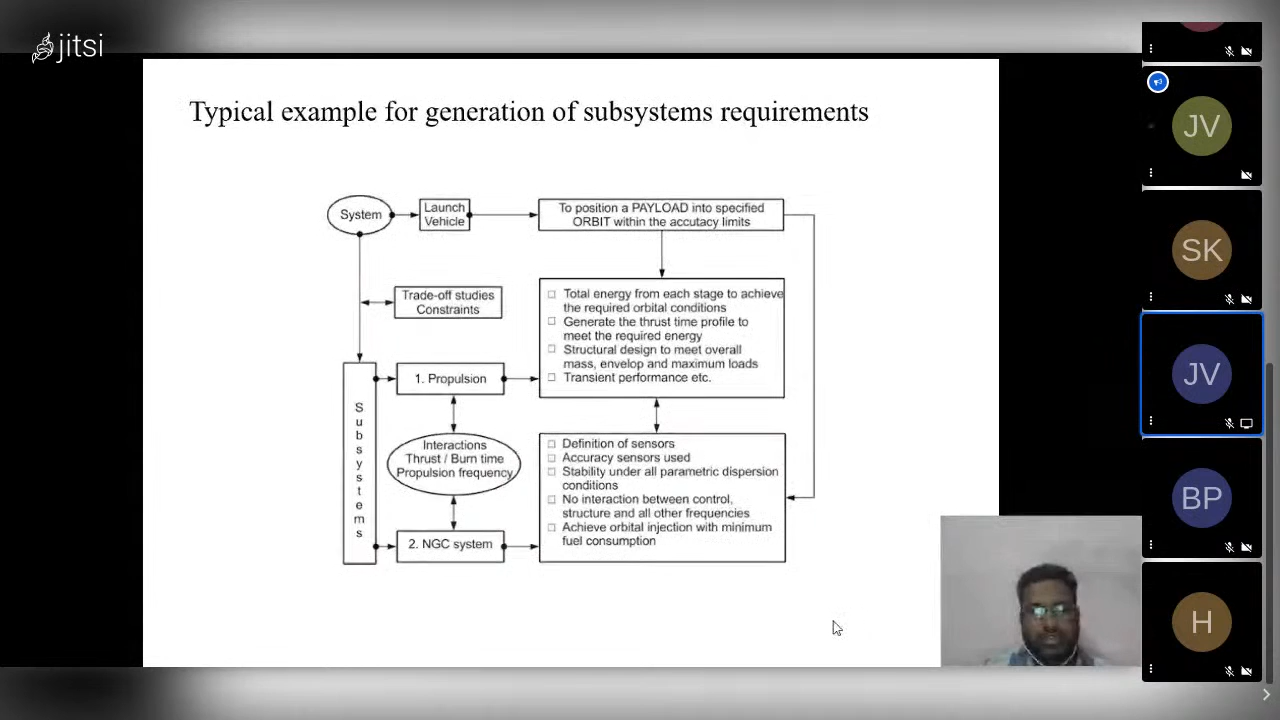 jitsi
Typical example for generation of subsystems requirements
System
Launch
Vehicle
To position a PAYLOAD into specified
ORBIT within the accutacy limits
Trade-off studies
Constraints
Total energy from each stage to achieve
the required orbital conditions
Generate the thrust time profile to
meet the required energy
Structural design to meet overall
mass, envelop and maximum loads
Transient performance etc.
Subsystems
1. Propulsion
Interactions
Thrust / Burn time
Propulsion frequency
2. NGC system
Definition of sensors
Accuracy sensors used
Stability under all parametric dispersion
conditions
No interaction between control,
structure and all other frequencies
Achieve orbital injection with minimum
fuel consumption
JV
SK
JV
BP
H